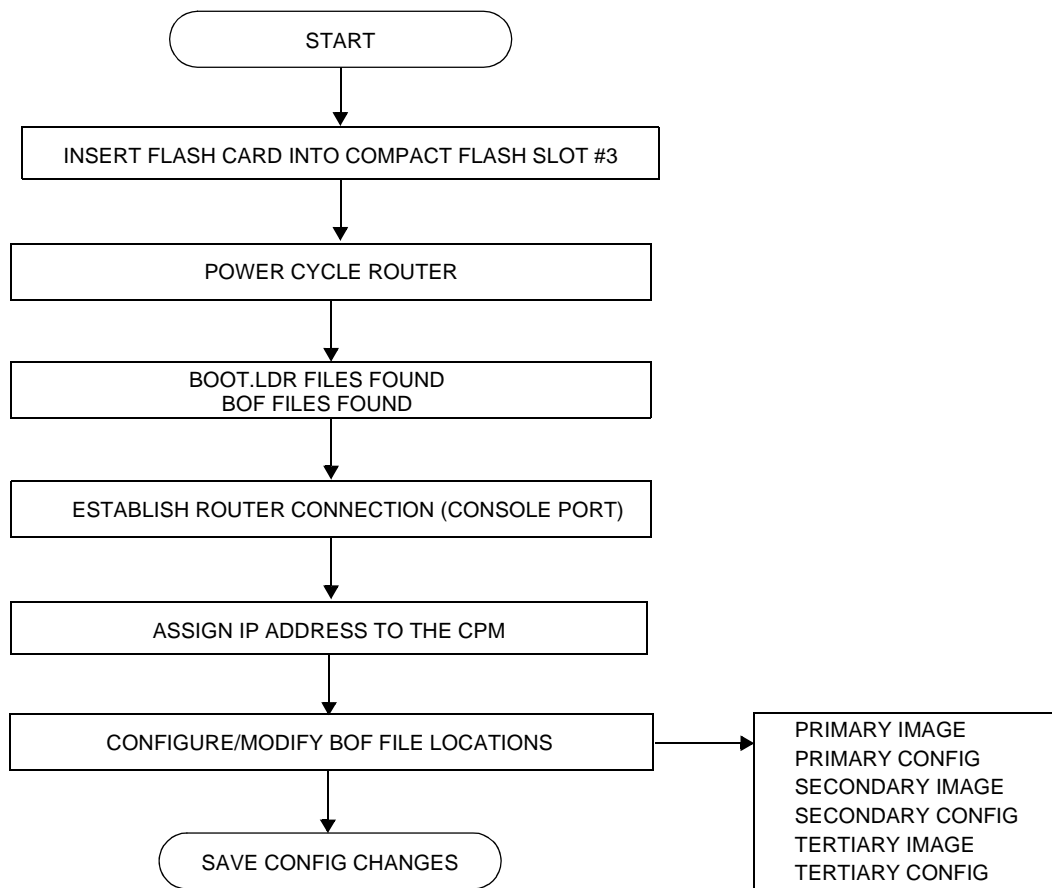 START
INSERT FLASH CARD INTO COMPACT FLASH SLOT #3
POWER CYCLE ROUTER
BOOT.LDR FILES FOUND
BOF FILES FOUND
ESTABLISH ROUTER CONNECTION (CONSOLE PORT)
ASSIGN IP ADDRESS TO THE CPM
CONFIGURE/MODIFY BOF FILE LOCATIONS
PRIMARY IMAGE
PRIMARY CONFIG
SECONDARY IMAGE
SECONDARY CONFIG
TERTIARY IMAGE
TERTIARY CONFIG
SAVE CONFIG CHANGES